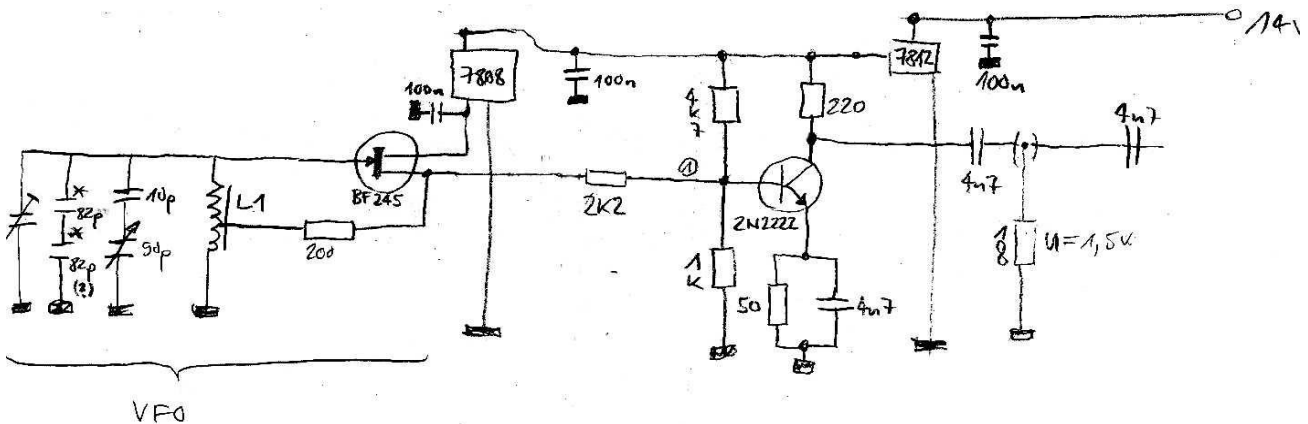 14V
7808
7812
100n
100n
100n
4k7
220
4n7
4n7
①
BF245
2K2
2N2222
*
82p
*
82p
(?)
10p
50p
L1
200
1K
50
4n7
18
U=1,5V
VFO